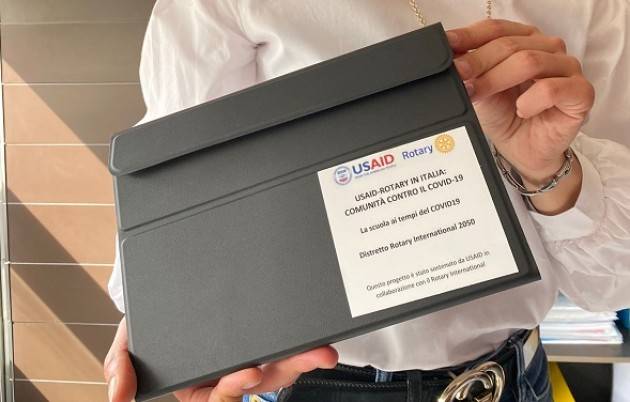 USAID Rotary
USAID-ROTARY IN ITALIA:
COMUNITÀ CONTRO IL COVID-19
La scuola ai tempi del COVID19
Distretto Rotary International 2050
Questo progetto è stato sostenuto da USAID in
collaborazione con il Rotary International